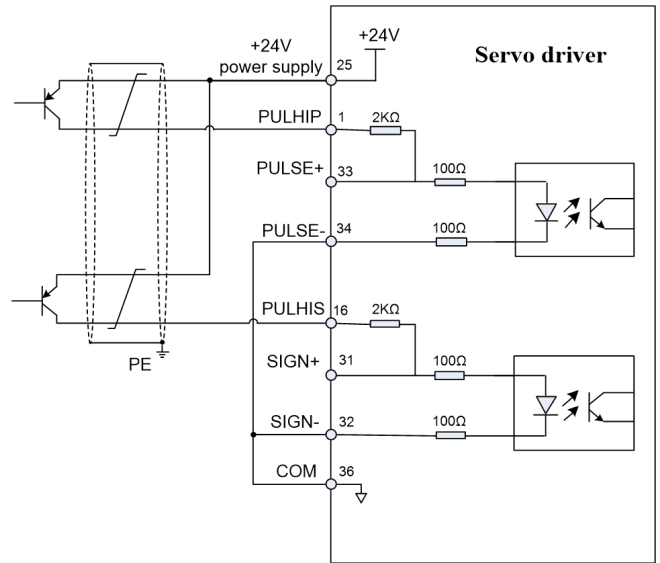 +24V
Servo driver
+24V
power supply
25
PULHIP
1
2KΩ
PULSE+
33
100Ω
PULSE-
34
100Ω
PULHIS
16
2KΩ
PE
SIGN+
31
100Ω
SIGN-
32
100Ω
COM
36